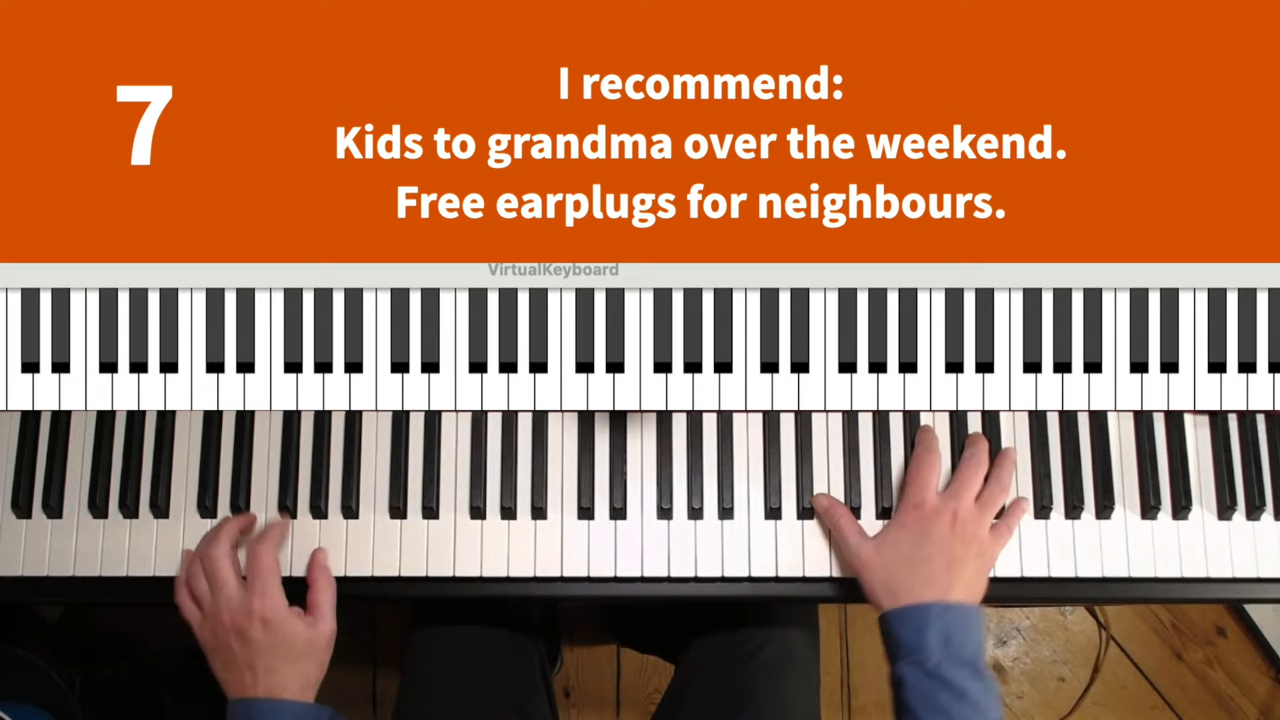 7
I recommend:
Kids to grandma over the weekend.
Free earplugs for neighbours.
VirtualKeyboard